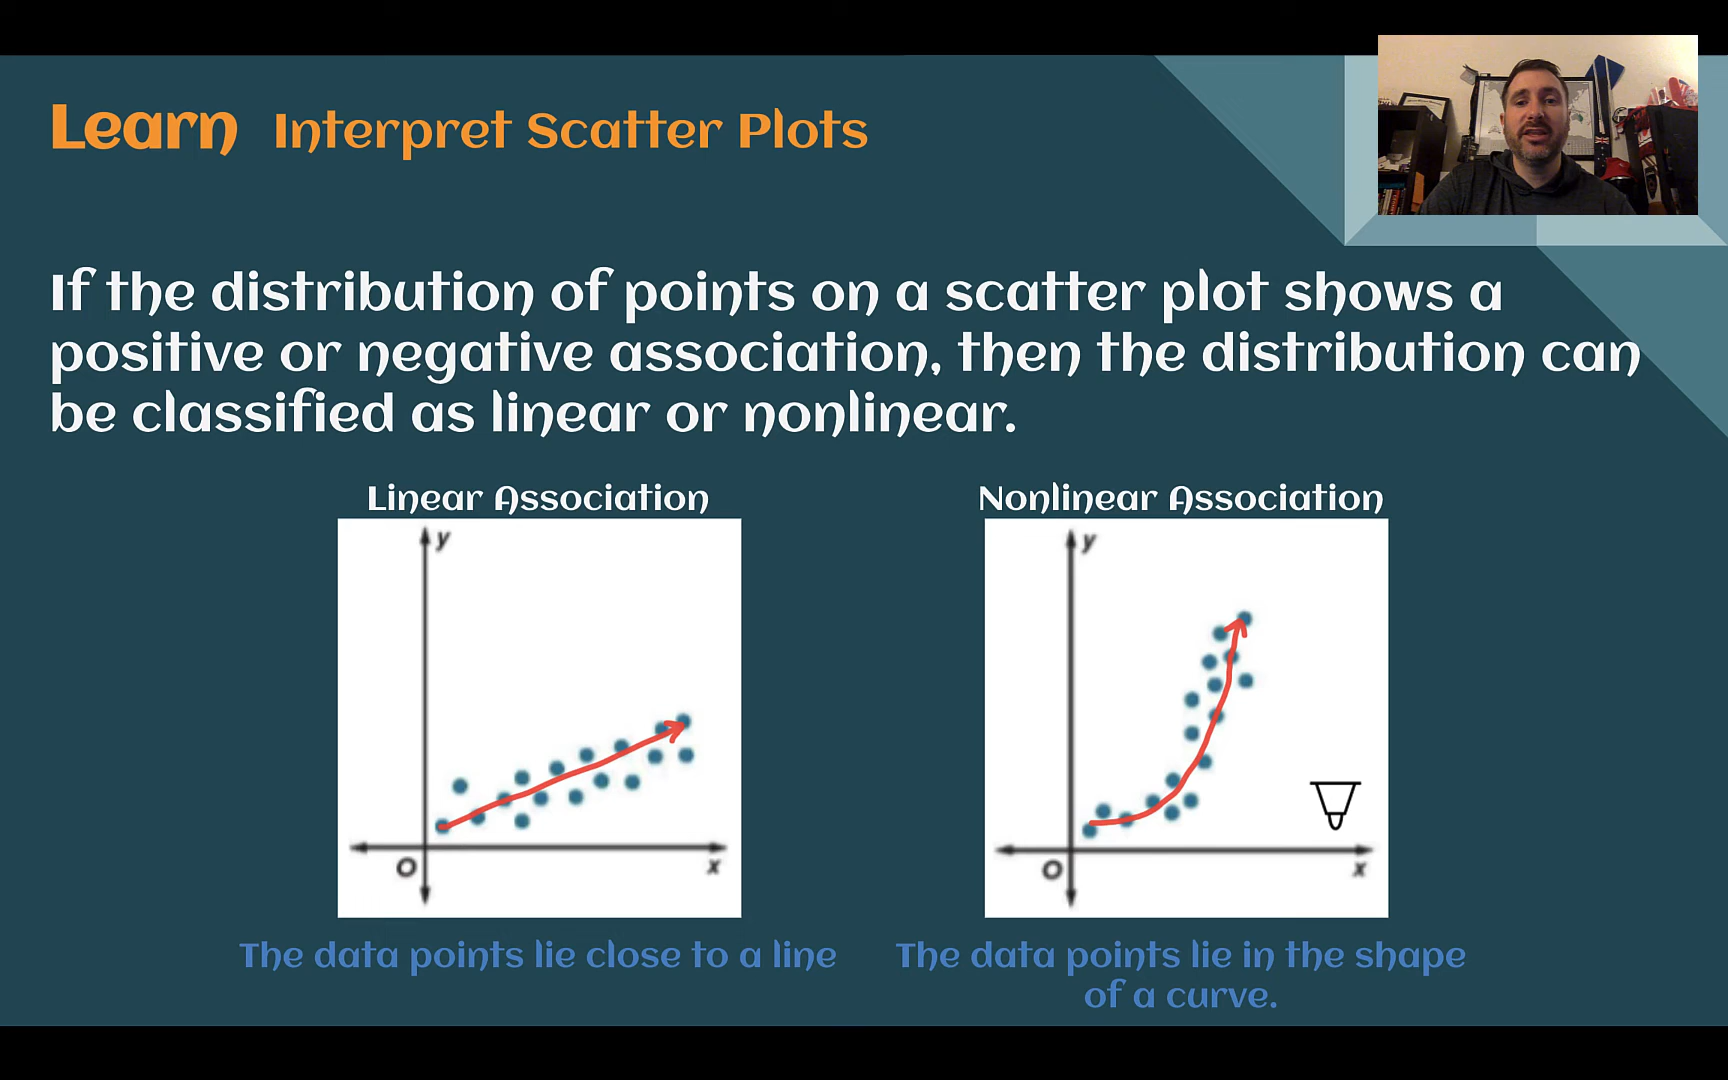 Learn Interpret Scatter Plots
If the distribution of points on a scatter plot shows a
positive or negative association, then the distribution can
be classified as linear or nonlinear.
Linear Association
Nonlinear Association
y
O
x
y
O
x
The data points lie close to a line
The data points lie in the shape
of a curve.